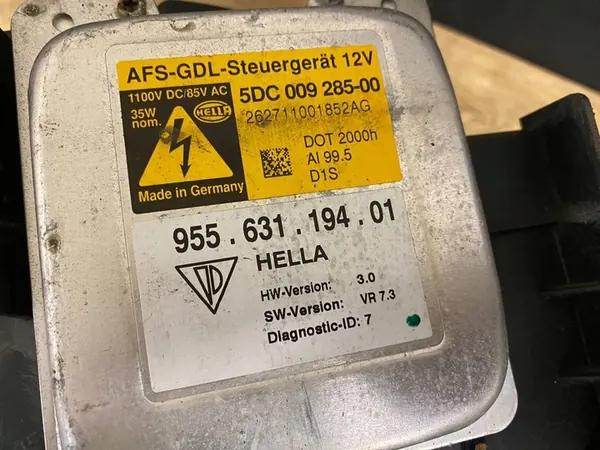 AFS-GDL-Steuergerät 12V
1100V DC/85V AC
35W
nom.
HELLA
Made in Germany
5DC 009 285-00
262711001852AG
DOT 2000h
AI 99.5
D1S
955.631.194.01
HELLA
HW-Version: 3.0
SW-Version: VR 7.3
Diagnostic-ID: 7